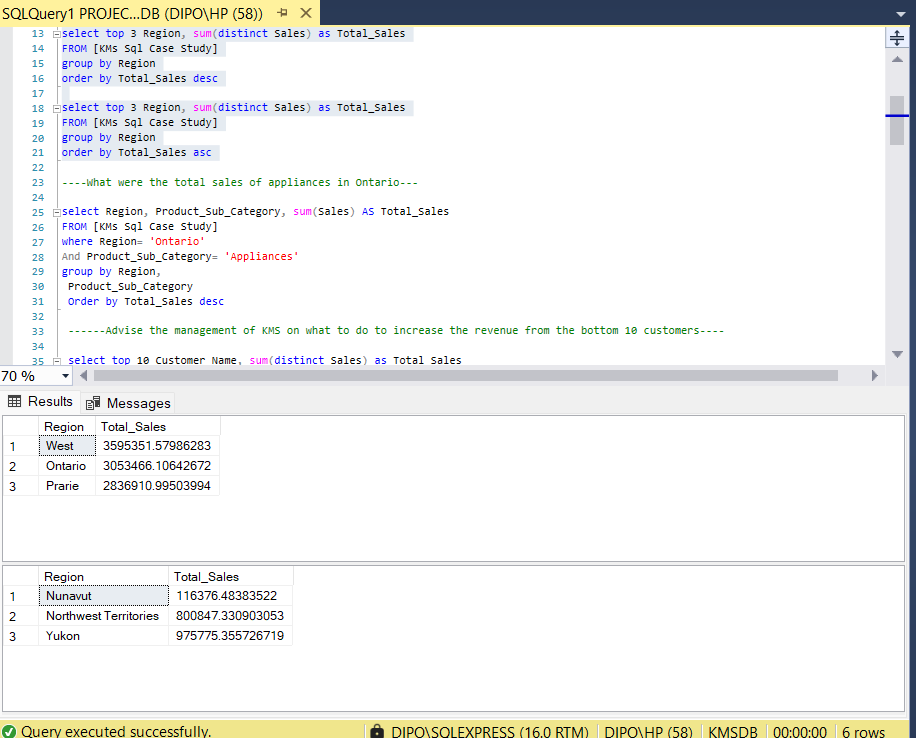 SQLQuery1 PROJEC...DB (DIPO\HP (58))
13 select top 3 Region, sum(distinct Sales) as Total_Sales
14 FROM [KMs Sql Case Study]
15 group by Region
16 order by Total_Sales desc
17
18 select top 3 Region, sum(distinct Sales) as Total_Sales
19 FROM [KMs Sql Case Study]
20 group by Region
21 order by Total_Sales asc
22
23 ----What were the total sales of appliances in Ontario---
24
25 select Region, Product_Sub_Category, sum(Sales) AS Total_Sales
26 FROM [KMs Sql Case Study]
27 where Region= 'Ontario'
28 And Product_Sub_Category= 'Appliances'
29 group by Region,
30 Product_Sub_Category
31 Order by Total_Sales desc
32
33 ------Advise the management of KMS on what to do to increase the revenue from the bottom 10 customers----
34
35 select top 10 Customer_Name, sum(distinct Sales) as Total_Sales
70 %
Results Messages
Region Total_Sales
1 West 3595351.57986283
2 Ontario 3053466.10642672
3 Prarie 2836910.99503994
Region Total_Sales
1 Nunavut 116376.48383522
2 Northwest Territories 800847.330903053
3 Yukon 975775.355726719
Query executed successfully. DIPO\SQLEXPRESS (16.0 RTM) DIPO\HP (58) KMSDB 00:00:00 6 rows